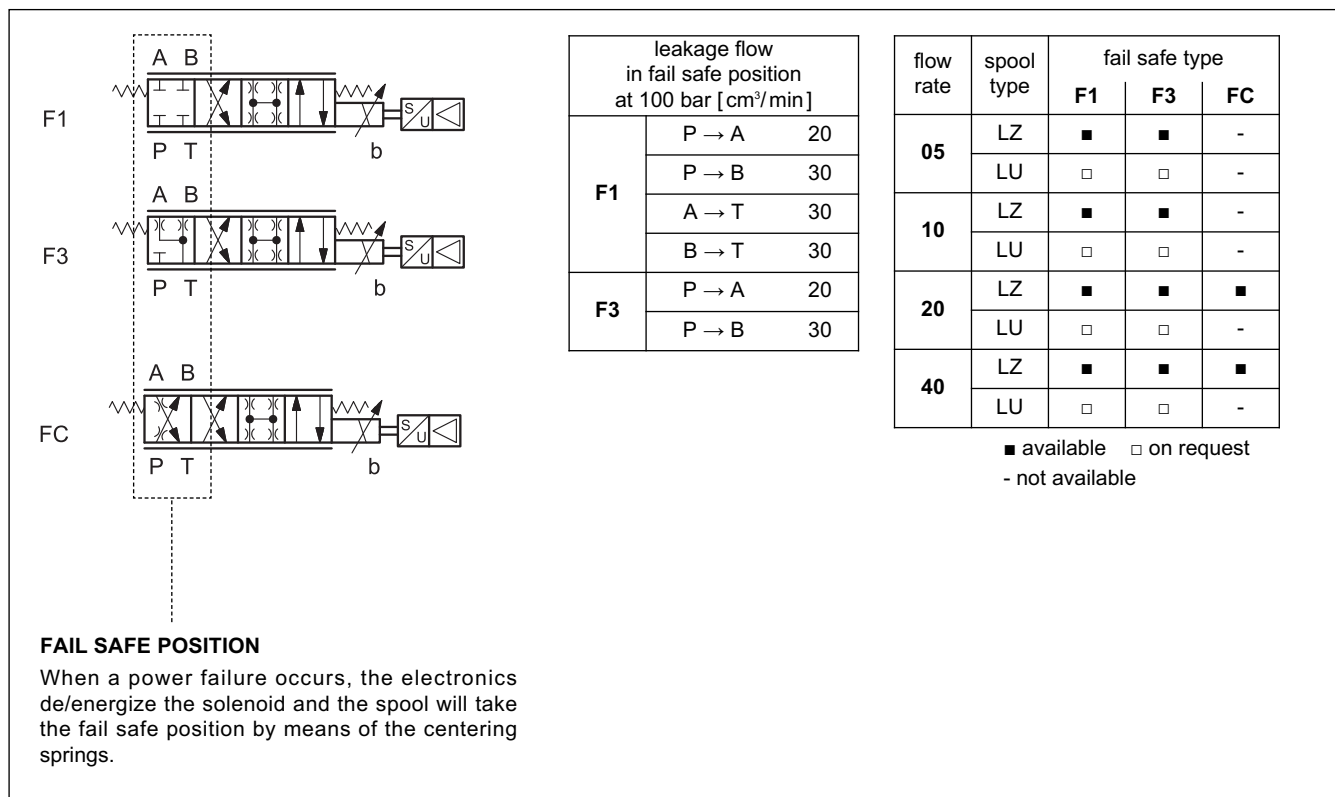 A B
F1
S/U
P T
b
A B
F3
S/U
P T
b
A B
FC
S/U
P T
b
FAIL SAFE POSITION
When a power failure occurs, the electronics
de/energize the solenoid and the spool will take
the fail safe position by means of the centering
springs.
leakage flow
in fail safe position
at 100 bar [cm³/min]
F1
P → A 20
P → B 30
A → T 30
B → T 30
F3
P → A 20
P → B 30
flow rate spool type fail safe type
F1 F3 FC
05
LZ ■ ■ -
LU □ □ -
10
LZ ■ ■ -
LU □ □ -
20
LZ ■ ■ ■
LU □ □ -
40
LZ ■ ■ ■
LU □ □ -
■ available □ on request
- not available